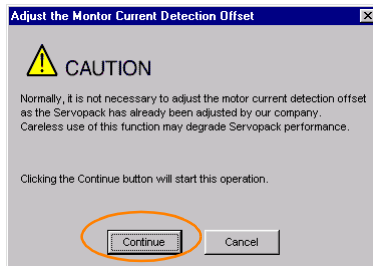 Adjust the Montor Current Detection Offset
CAUTION
Normally, it is not necessary to adjust the motor current detection offset
as the Servopack has already been adjusted by our company.
Careless use of this function may degrade Servopack performance.
Clicking the Continue button will start this operation.
Continue Cancel